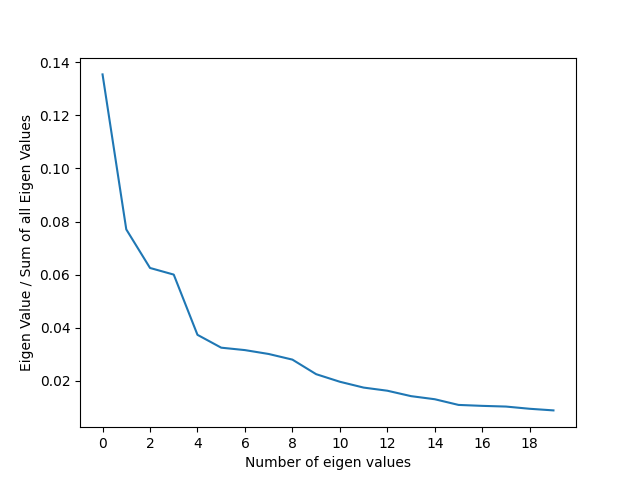 0.14
0.12
0.10
0.08
0.06
0.04
0.02
Eigen Value / Sum of all Eigen Values
0 2 4 6 8 10 12 14 16 18
Number of eigen values